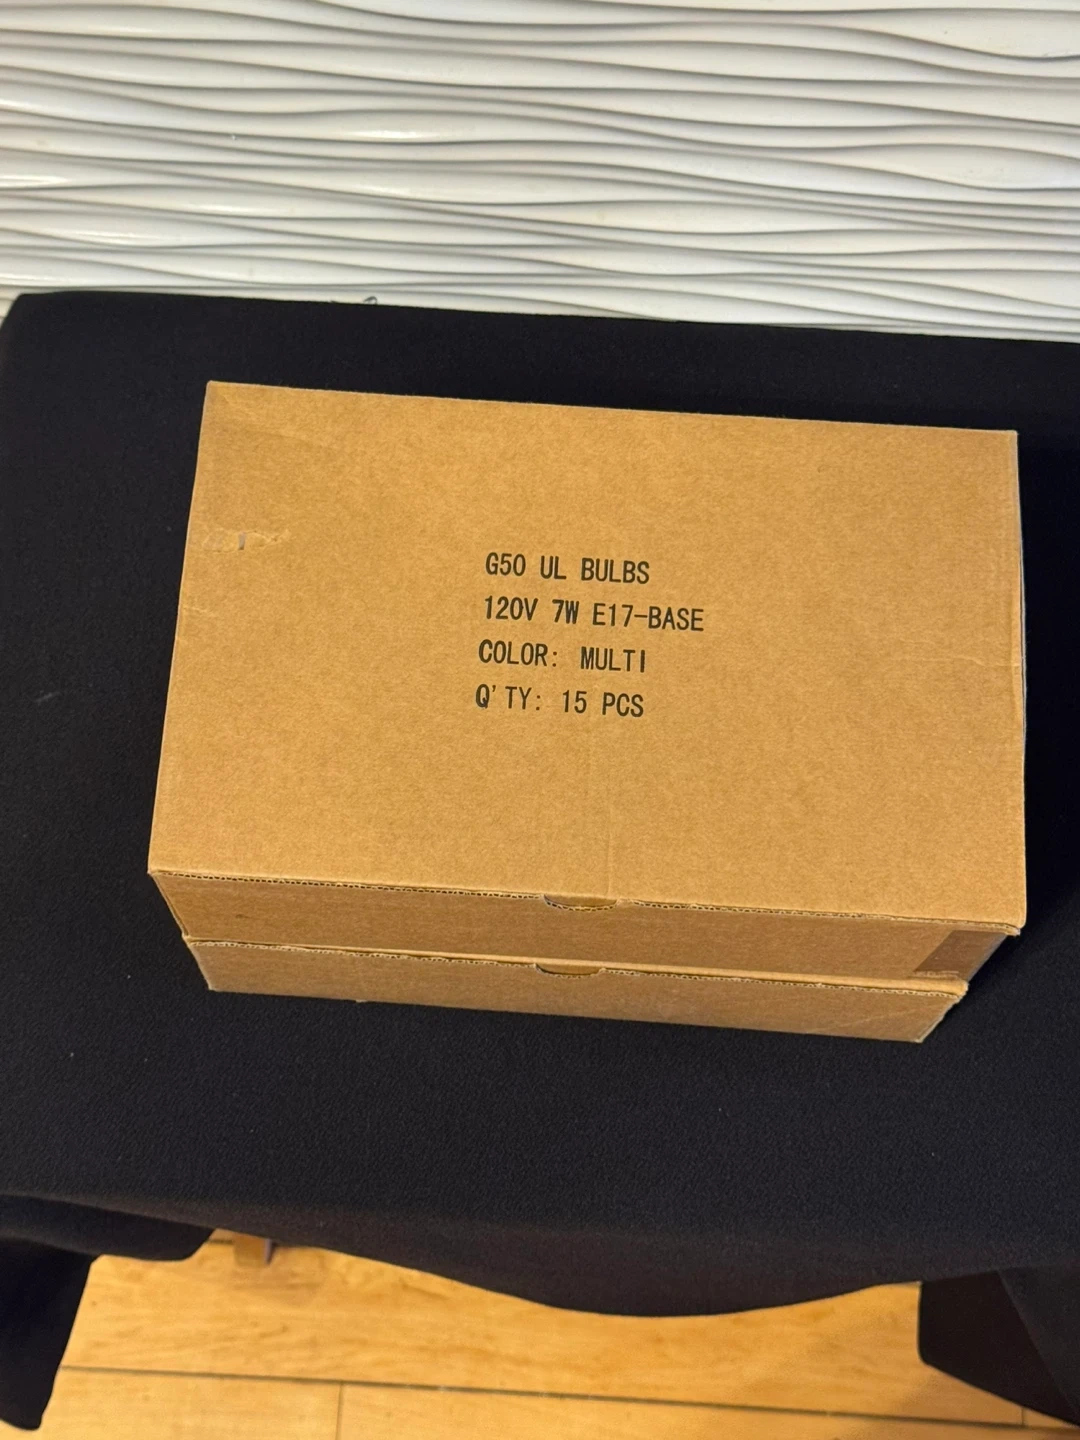 G50 UL BULBS
120V 7W E17-BASE
COLOR: MULTI
Q'TY: 15 PCS